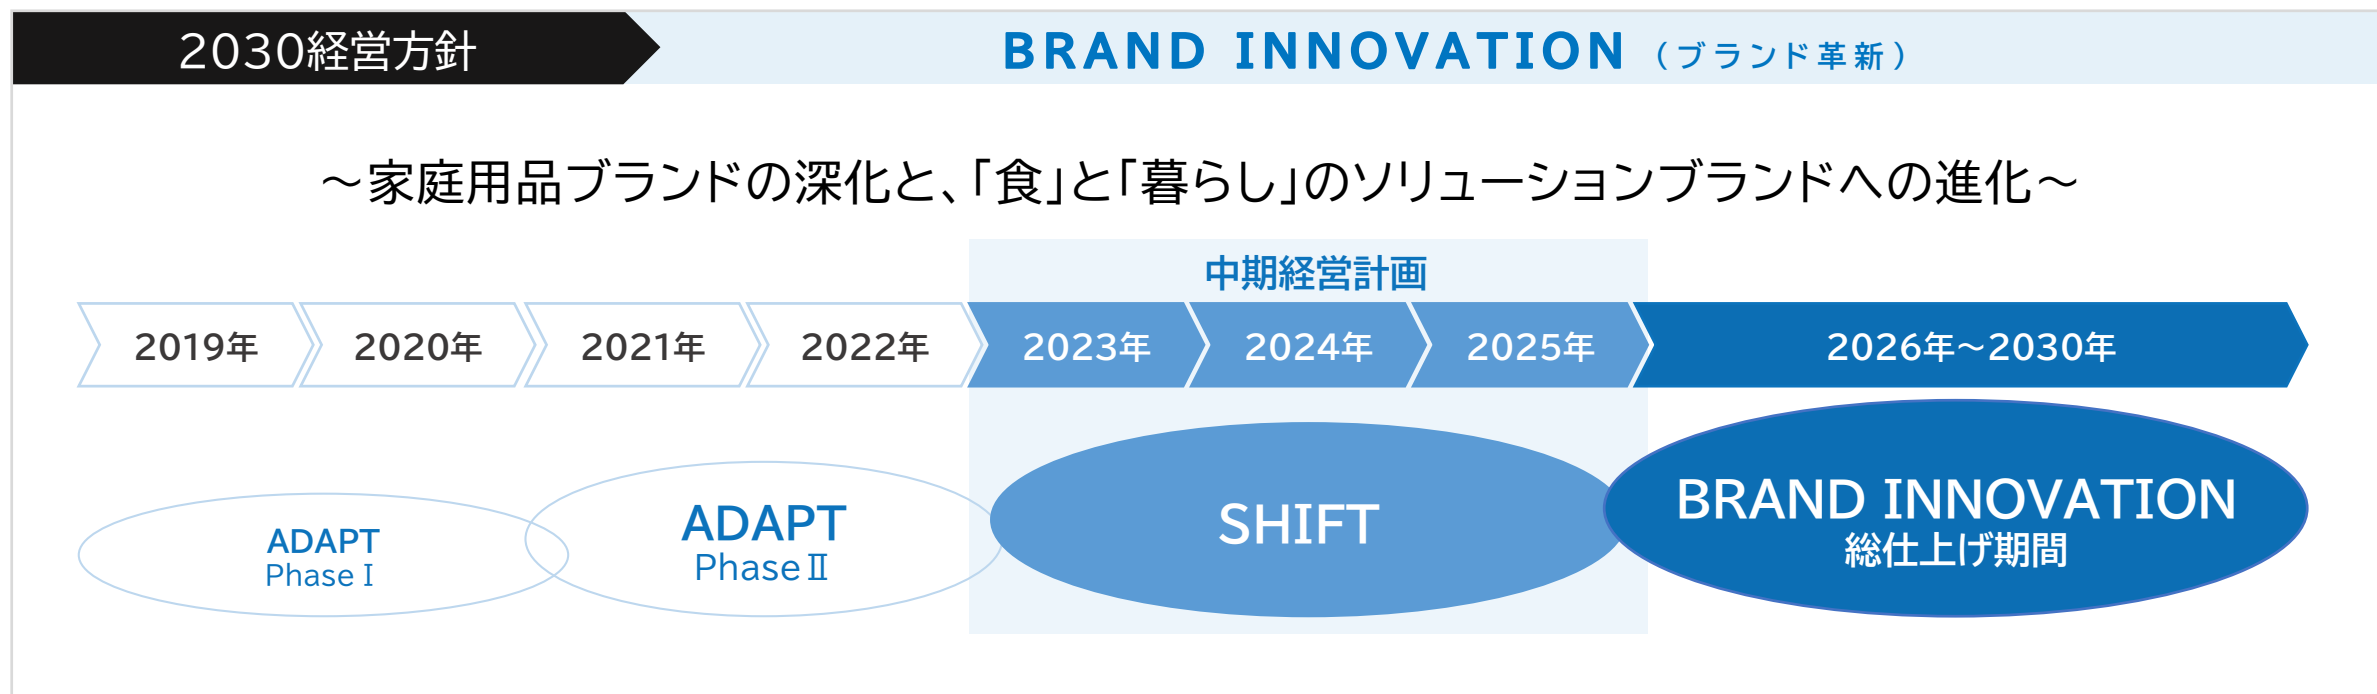 2030経営方針
BRAND INNOVATION（ブランド革新）
～家庭用品ブランドの深化と、「食」と「暮らし」のソリューションブランドへの進化～
中期経営計画
2019年
2020年
2021年
2022年
2023年
2024年
2025年
2026年～2030年
ADAPT
Phase Ⅰ
ADAPT
Phase Ⅱ
SHIFT
BRAND INNOVATION
総仕上げ期間